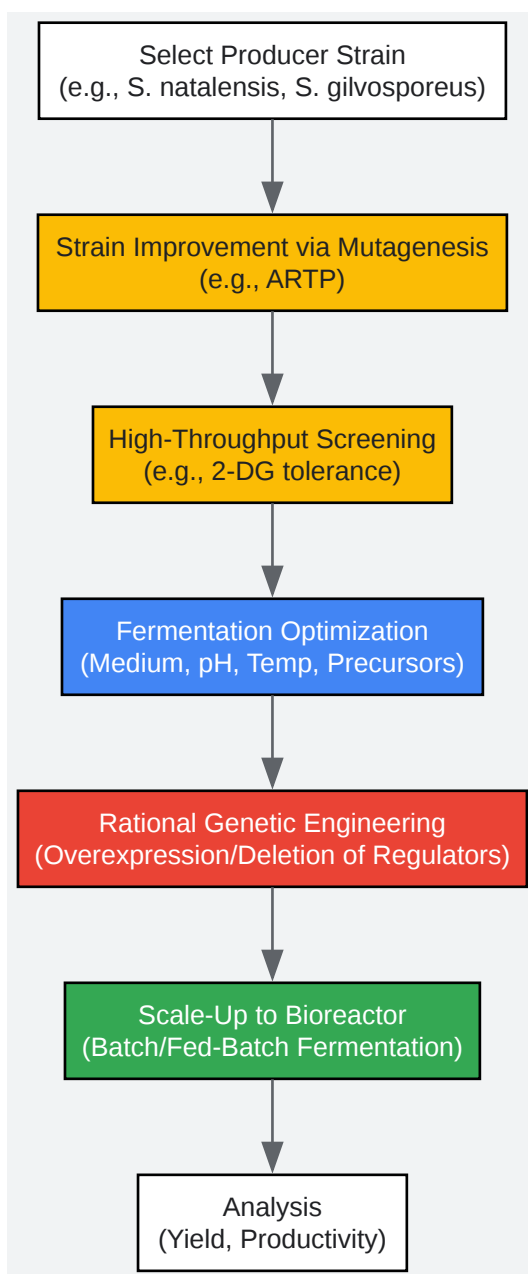 Select Producer Strain
(e.g., S. natalensis, S. gilvosporeus)
Strain Improvement via Mutagenesis
(e.g., ARTP)
High-Throughput Screening
(e.g., 2-DG tolerance)
Fermentation Optimization
(Medium, pH, Temp, Precursors)
Rational Genetic Engineering
(Overexpression/Deletion of Regulators)
Scale-Up to Bioreactor
(Batch/Fed-Batch Fermentation)
Analysis
(Yield, Productivity)